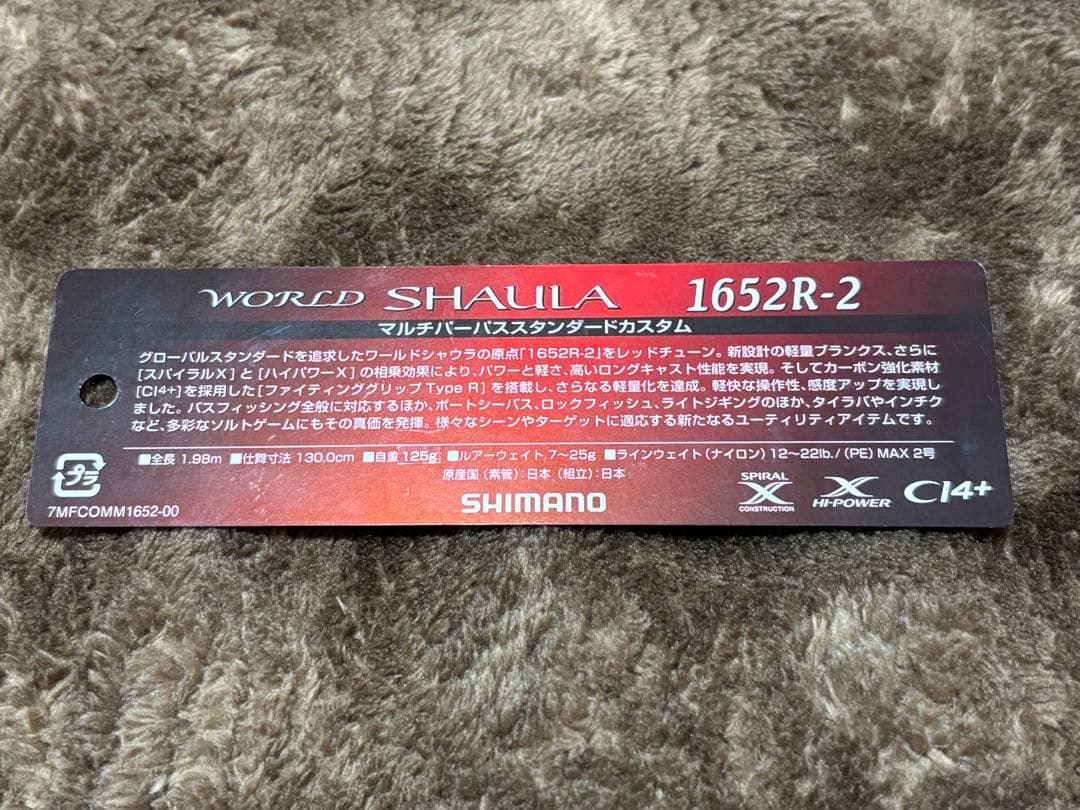 WORLD SHAULA 1652R-2
マルチパーパススタンダードカスタム
グローバルスタンダードを追求したワールドシャウラの原点｢1652R-2｣をレッドチューン。新設計の軽量ブランクス、さらに
[スパイラルX]と[ハイパワーX]の相乗効果により、パワーと軽さ、高いロングキャスト性能を実現。そしてカーボン強化素材
[CI4+]を採用した[ファイティンググリップ Type R]を搭載し、さらなる軽量化を達成。軽快な操作性、感度アップを実現し
ました。バスフィッシング全般に対応するほか、ボートシーバス、ロックフィッシュ、ライトジギングのほか、タイラバやインチク
など、多彩なソルトゲームにもその真価を発揮。様々なシーンやターゲットに適応する新たなるユーティリティアイテムです。
■全長 1.98m ■仕舞寸法 130.0cm ■自重 125g ■ルアーウェイト 7〜25g ■ラインウェイト(ナイロン) 12〜22lb./(PE) MAX 2号
原産国(素管):日本(組立):日本
プラ
7MFCOMM1652-00
SHIMANO
SPIRAL X CONSTRUCTION
X HI-POWER
CI4+